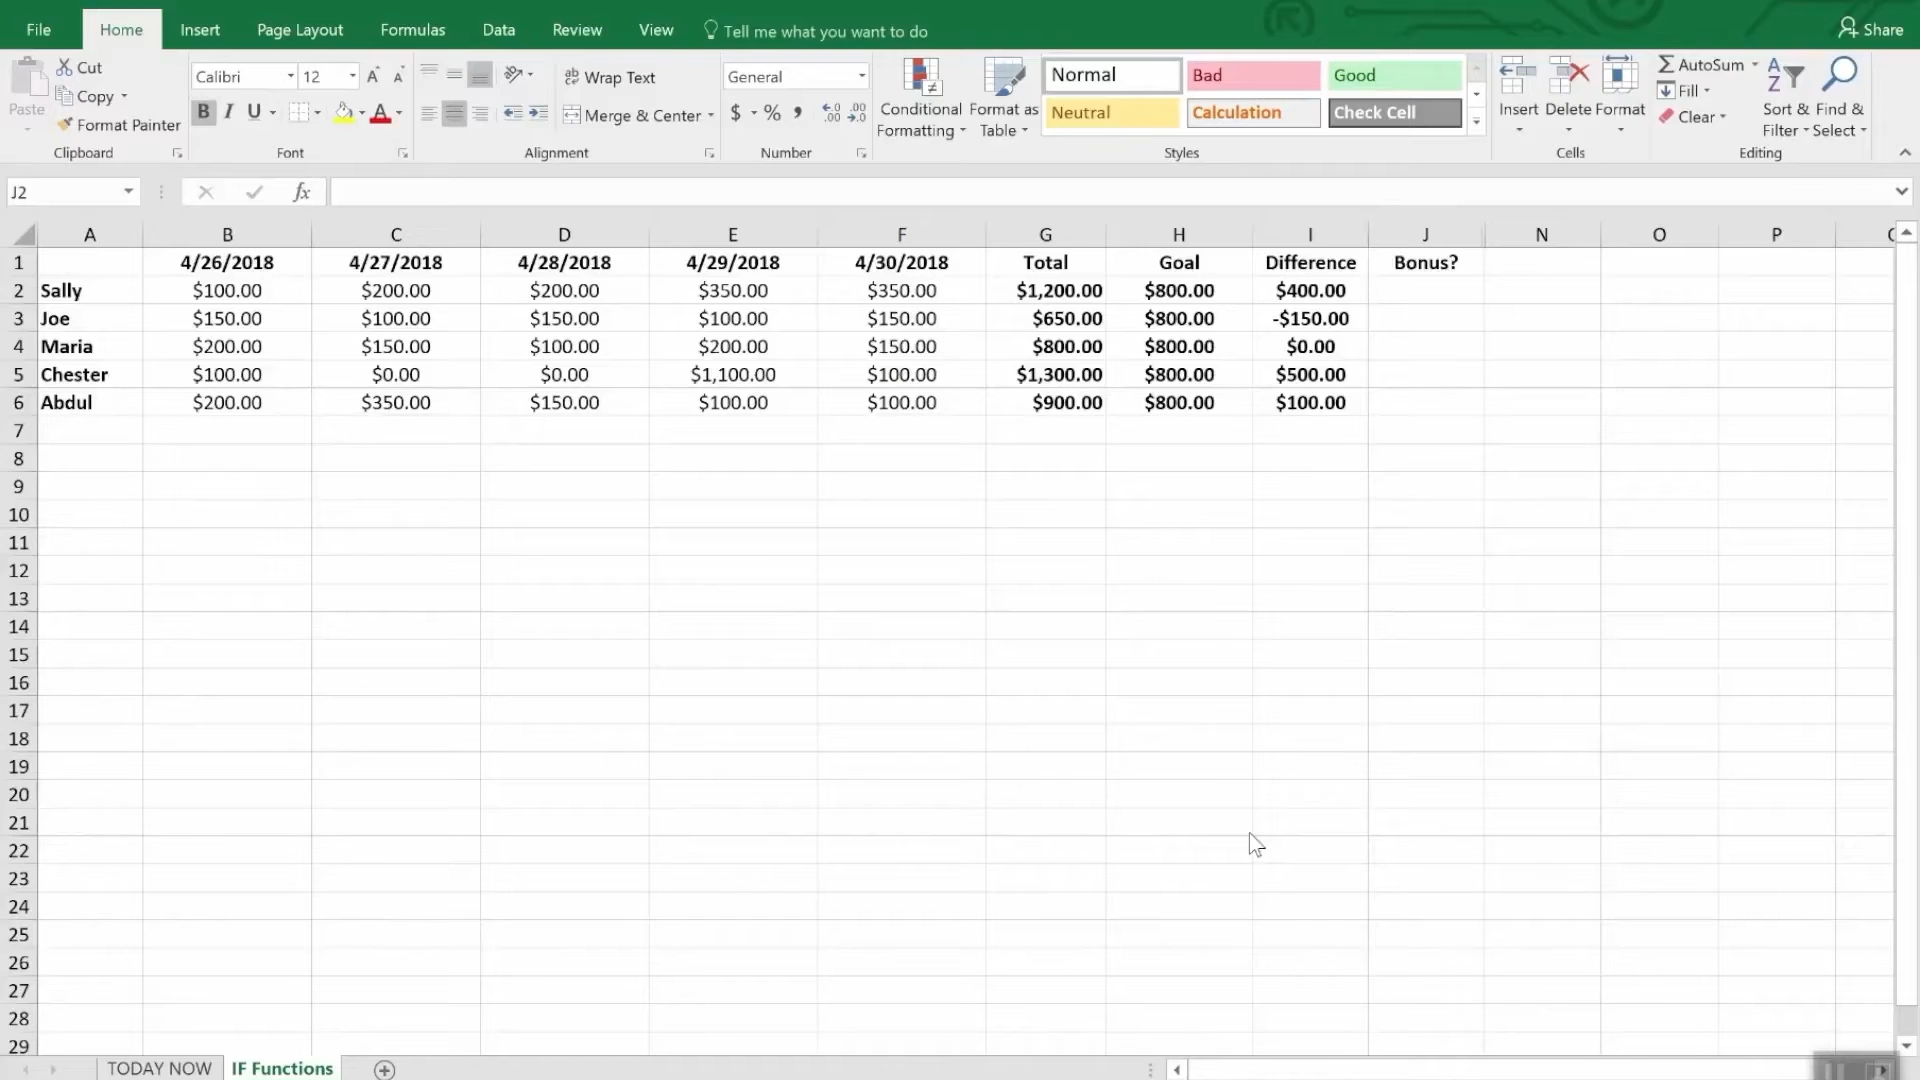 File Home Insert Page Layout Formulas Data Review View Tell me what you want to do Share
Paste Cut Copy Format Painter Clipboard
Calibri 12 B I U A Font
Wrap Text Merge & Center Alignment
General $ % , Number
Conditional Formatting Format as Table
Normal Bad Good
Neutral Calculation Check Cell
Styles
Insert Delete Format Cells
AutoSum Fill Clear Sort & Filter Find & Select Editing
J2 fx
A B C D E F G H I J N O P
1 4/26/2018 4/27/2018 4/28/2018 4/29/2018 4/30/2018 Total Goal Difference Bonus?
2 Sally $100.00 $200.00 $200.00 $350.00 $350.00 $1,200.00 $800.00 $400.00
3 Joe $150.00 $100.00 $150.00 $100.00 $150.00 $650.00 $800.00 -$150.00
4 Maria $200.00 $150.00 $100.00 $200.00 $150.00 $800.00 $800.00 $0.00
5 Chester $100.00 $0.00 $0.00 $1,100.00 $100.00 $1,300.00 $800.00 $500.00
6 Abdul $200.00 $350.00 $150.00 $100.00 $100.00 $900.00 $800.00 $100.00
7
8
9
10
11
12
13
14
15
16
17
18
19
20
21
22
23
24
25
26
27
28
29
TODAY NOW IF Functions